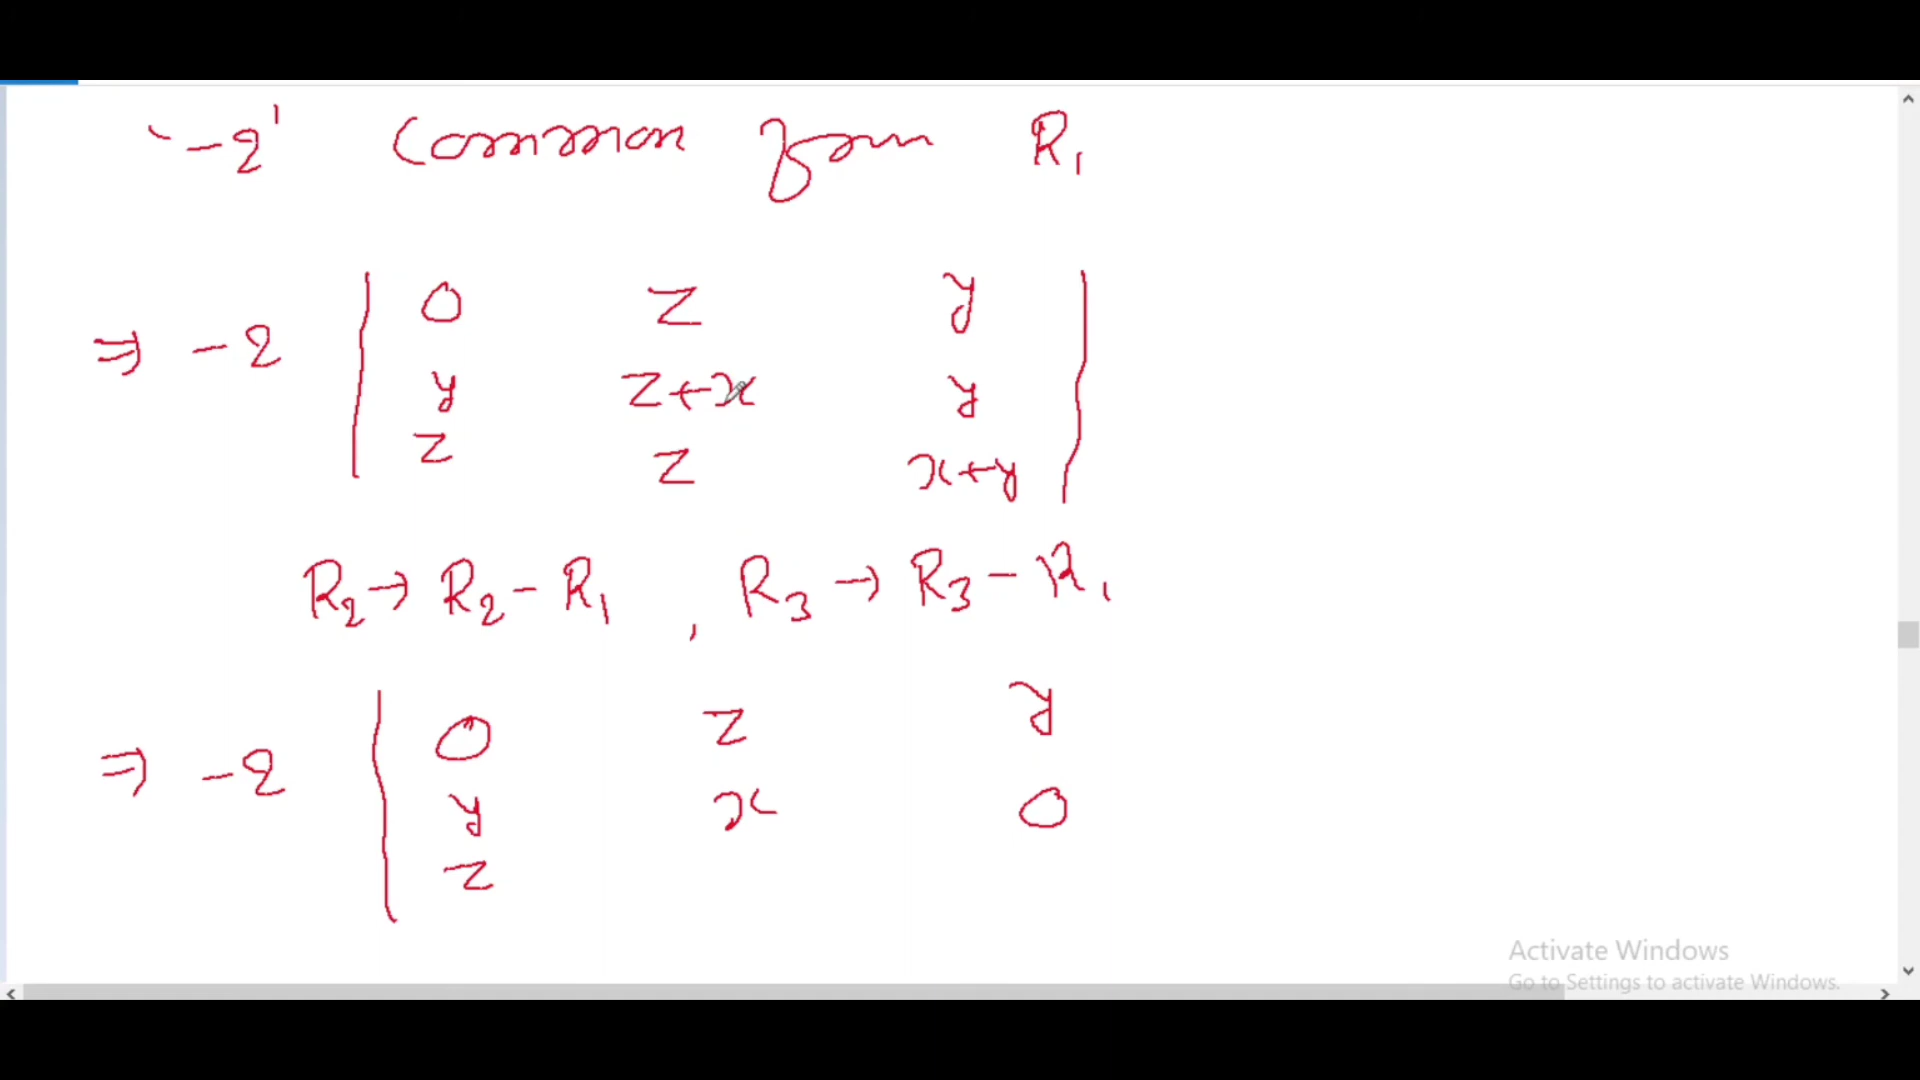 '-2' Common from R₁
⇒ -2 | 0 z y |
| y z+x y |
| z z x+y |
R₂→R₂-R₁ , R₃→R₃-R₁
⇒ -2 | 0 z y
| y x 0
| z
Activate Windows
Go to Settings to activate Windows.